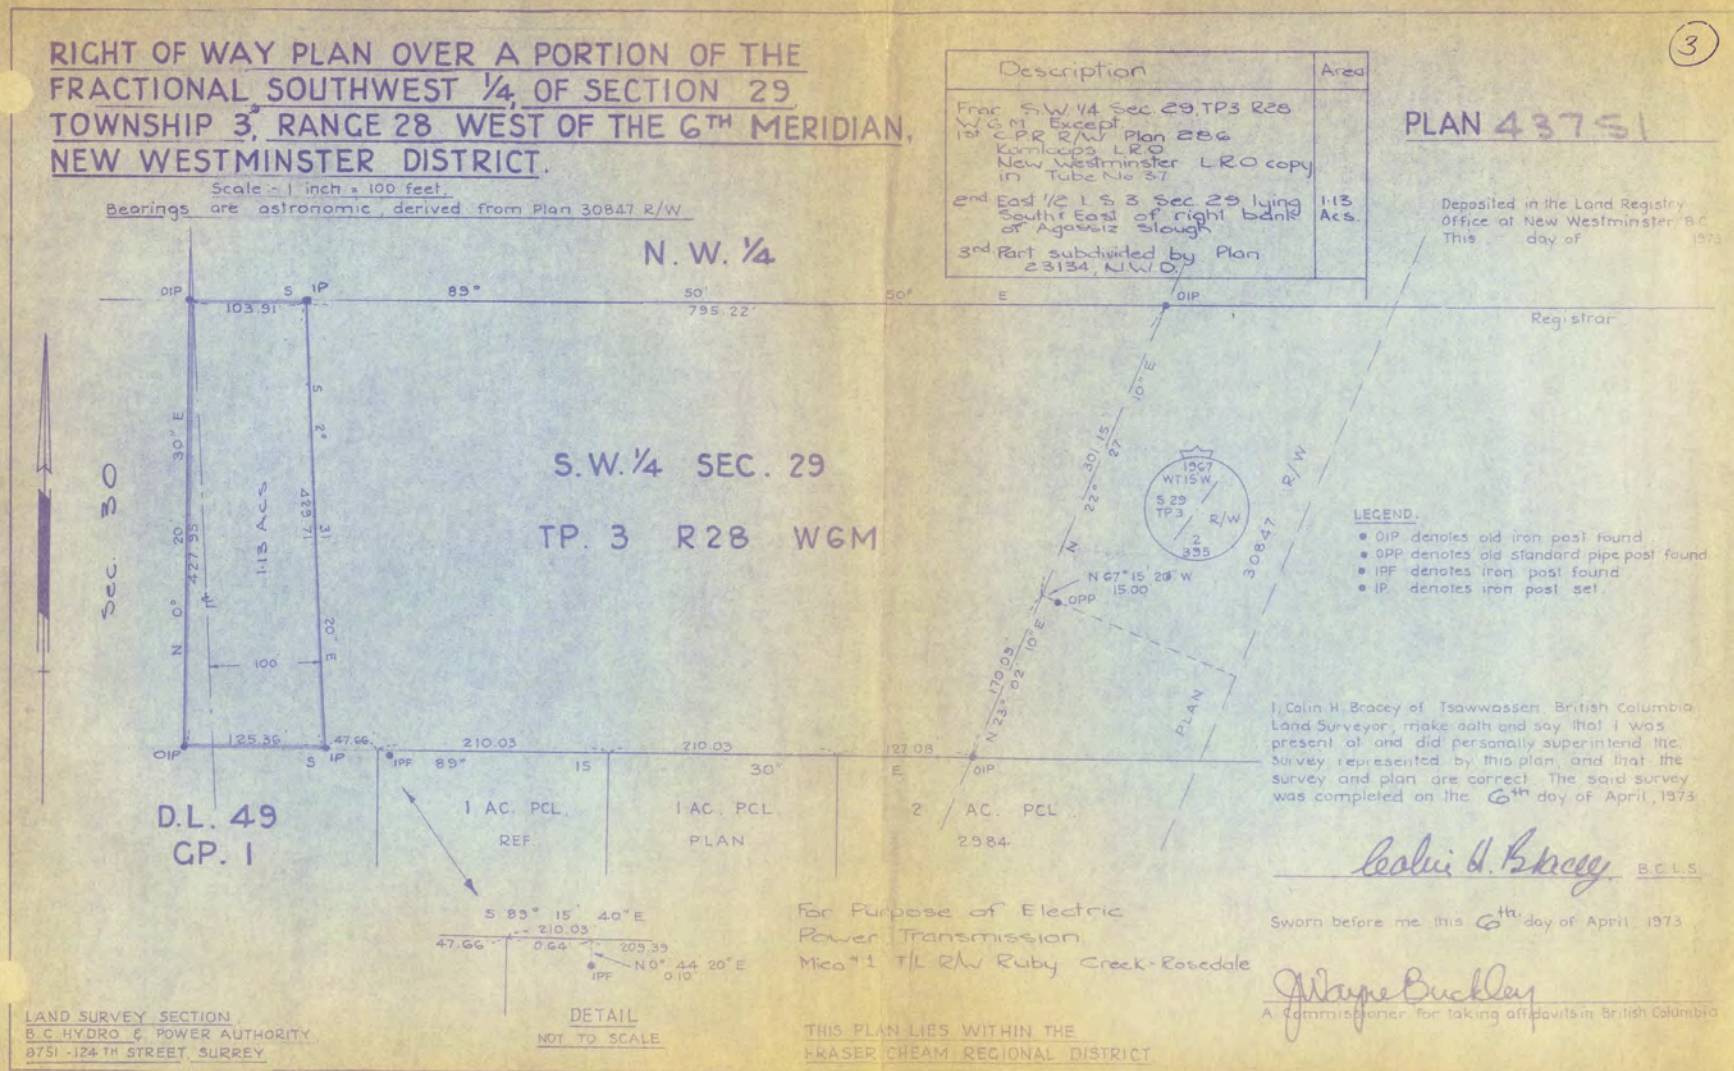 3
RIGHT OF WAY PLAN OVER A PORTION OF THE
FRACTIONAL SOUTHWEST 1/4, OF SECTION 29,
TOWNSHIP 3, RANGE 28 WEST OF THE 6TH MERIDIAN,
NEW WESTMINSTER DISTRICT.
Scale :- 1 inch = 100 feet.
Bearings are astronomic, derived from Plan 30847 R/W
Description Area
Frac S.W 1/4 Sec. 29, TP3 R28
W.6.M. Except
1st C.P.R R/W Plan 286
Kamloops L.R.O
New Westminster L.R.O copy
in Tube No 37
2nd East 1/2 L S 3 Sec 29 lying 1.13
South East of right bank Acs.
of Agassiz Slough
3rd Part subdivided by Plan
23134, N.W.D.
PLAN 43751
Deposited in the Land Registry
Office at New Westminster, B.C.
This day of 1973
Registrar
N. W. 1/4
OIP S IP 89° 50' 50" E OIP
103.91 795.22'
Sec. 30
N 0° 20' 30" E
427.95
1.13 ACS
S 2° 31' 20" E
429.71
100
S.W. 1/4 SEC. 29
TP. 3 R28 W6M
N 22° 27' 10" E
301.15
1967
WT15W
S 29
TP 3
R/W
2
395
N 67° 15' 20" W
15.00
OPP
N 23° 02' 10" E
170.09'
PLAN 30847 R/W
LEGEND.
OIP denotes old iron post found
OPP denotes old standard pipe post found
IPF denotes iron post found
IP. denotes iron post set.
125.36 47.66 210.03 210.03 127.08
OIP S IP IPF 89° 15' 30" E OIP
D.L. 49
GP. 1
1 AC. PCL. 1 AC. PCL. 2 AC. PCL.
REF. PLAN 2984
I, Colin H. Bracey of Tsawwassen, British Columbia
Land Surveyor, make oath and say that I was
present at and did personally superintend the
survey represented by this plan, and that the
survey and plan are correct. The said survey
was completed on the 6th day of April, 1973
Colin H. Bracey B.C.L.S.
Sworn before me this 6th day of April 1973
J Wayne Buckley
A Commissioner for taking affidavits in British Columbia
S 89° 15' 40" E
210.03'
47.66 0.64 209.39
N 0° 44' 20" E
0.10'
IPF
DETAIL
NOT TO SCALE
For Purpose of Electric
Power Transmission
Mica #1 T/L R/W Ruby Creek-Rosedale
THIS PLAN LIES WITHIN THE
FRASER CHEAM REGIONAL DISTRICT
LAND SURVEY SECTION
B.C. HYDRO & POWER AUTHORITY
8751 - 124TH STREET, SURREY